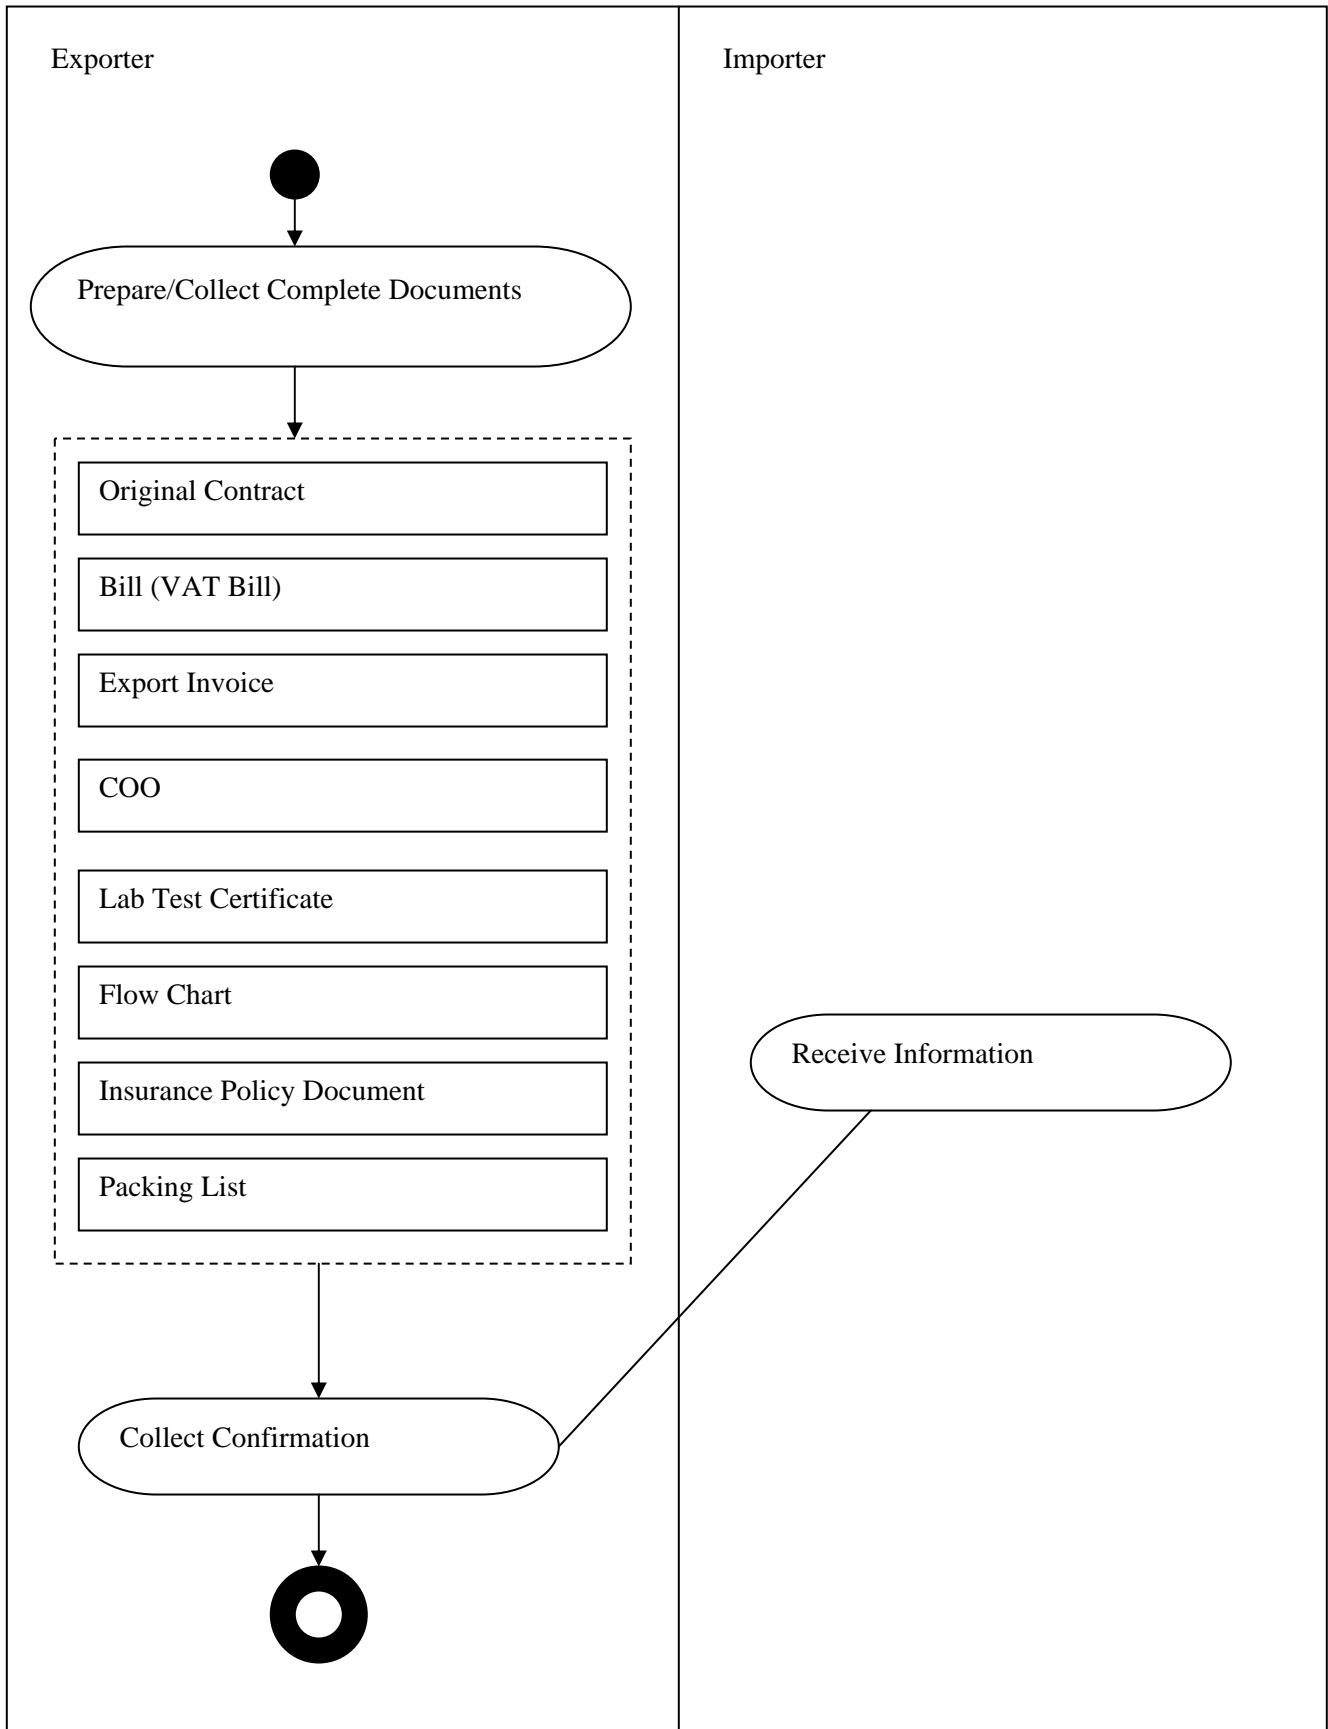 Exporter
Importer
Prepare/Collect Complete Documents
Original Contract
Bill (VAT Bill)
Export Invoice
COO
Lab Test Certificate
Flow Chart
Receive Information
Insurance Policy Document
Packing List
Collect Confirmation